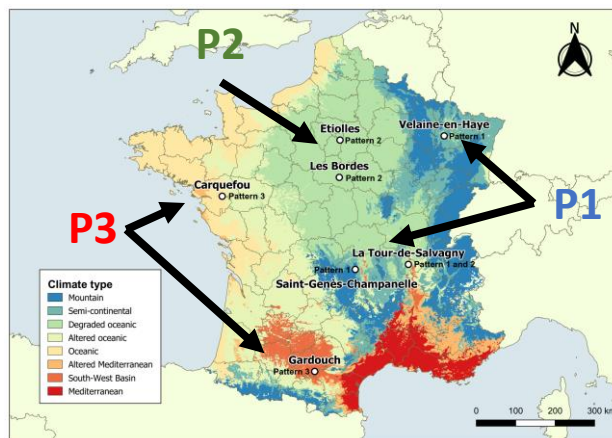 P2
N
Etiolles
Pattern 2
Velaine-en-Haye
Pattern 1
Les Bordes
Pattern 2
Carquefou
Pattern 3
P1
P3
La Tour-de-Salvagny
Pattern 1 and 2
Pattern 1
Saint-Genès-Champanelle
Climate type
Mountain
Semi-continental
Degraded oceanic
Altered oceanic
Oceanic
Altered Mediterranean
South-West Basin
Mediterranean
Gardouch
Pattern 3
0 100 200 300 km